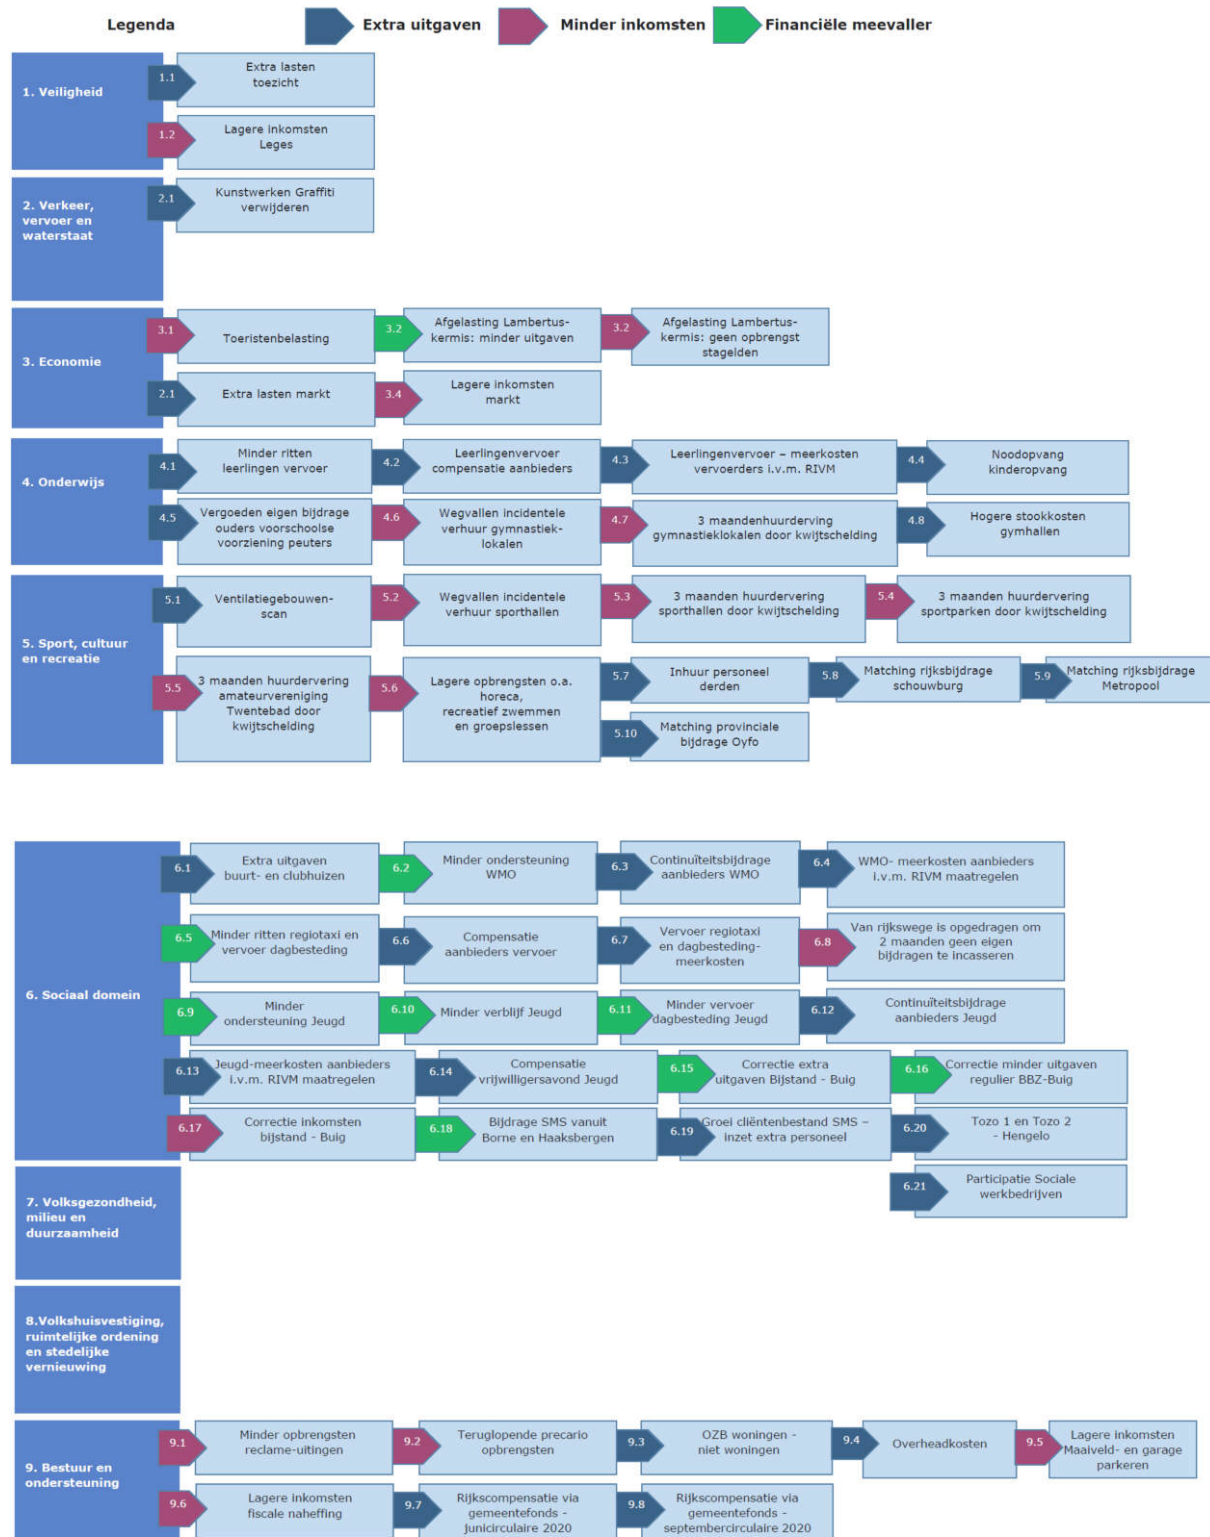 Legenda
Extra uitgaven
Minder inkomsten
Financiële meevaller
1. Veiligheid
1.1
Extra lasten
toezicht
1.2
Lagere inkomsten
Leges
2. Verkeer,
vervoer en
waterstaat
2.1
Kunstwerken Graffiti
verwijderen
3. Economie
3.1
Toeristenbelasting
3.2
Afgelasting Lambertus-
kermis: minder uitgaven
3.2
Afgelasting Lambertus-
kermis: geen opbrengst
stagelden
2.1
Extra lasten markt
3.4
Lagere inkomsten
markt
4. Onderwijs
4.1
Minder ritten
leerlingen vervoer
4.2
Leerlingenvervoer
compensatie aanbieders
4.3
Leerlingenvervoer – meerkosten
vervoerders i.v.m. RIVM
4.4
Noodopvang
kinderopvang
4.5
Vergoeden eigen bijdrage
ouders voorschoolse
voorziening peuters
4.6
Wegvallen incidentele
verhuur gymnastiek-
lokalen
4.7
3 maandenhuurderving
gymnastieklokalen door kwijtschelding
4.8
Hogere stookkosten
gymhallen
5. Sport, cultuur
en recreatie
5.1
Ventilatiegebouwen-
scan
5.2
Wegvallen incidentele
verhuur sporthallen
5.3
3 maanden huurderving
sporthallen door kwijtschelding
5.4
3 maanden huurderving
sportparken door kwijtschelding
5.5
3 maanden huurderving
amateurvereniging
Twentebad door
kwijtschelding
5.6
Lagere opbrengsten o.a.
horeca,
recreatief zwemmen
en groepslessen
5.7
Inhuur personeel
derden
5.8
Matching rijksbijdrage
schouwburg
5.9
Matching rijksbijdrage
Metropool
5.10
Matching provinciale
bijdrage Oyfo
6. Sociaal domein
6.1
Extra uitgaven
buurt- en clubhuizen
6.2
Minder ondersteuning
WMO
6.3
Continuïteitsbijdrage
aanbieders WMO
6.4
WMO- meerkosten aanbieders
i.v.m. RIVM maatregelen
6.5
Minder ritten regiotaxi en
vervoer dagbesteding
6.6
Compensatie
aanbieders vervoer
6.7
Vervoer regiotaxi
en dagbesteding-
meerkosten
6.8
Van rijkswege is opgedragen om
2 maanden geen eigen
bijdragen te incasseren
6.9
Minder
ondersteuning Jeugd
6.10
Minder verblijf Jeugd
6.11
Minder vervoer
dagbesteding Jeugd
6.12
Continuïteitsbijdrage
aanbieders Jeugd
6.13
Jeugd-meerkosten aanbieders
i.v.m. RIVM maatregelen
6.14
Compensatie
vrijwilligersavond Jeugd
6.15
Correctie extra
uitgaven Bijstand - Buig
6.16
Correctie minder uitgaven
regulier BBZ-Buig
6.17
Correctie inkomsten
bijstand - Buig
6.18
Bijdrage SMS vanuit
Borne en Haaksbergen
6.19
Groei cliëntenbestand SMS –
inzet extra personeel
6.20
Tozo 1 en Tozo 2
- Hengelo
6.21
Participatie Sociale
werkbedrijven
7. Volksgezondheid,
milieu en
duurzaamheid
8.Volkshuisvestiging,
ruimtelijke ordening
en stedelijke
vernieuwing
9. Bestuur en
ondersteuning
9.1
Minder opbrengsten
reclame-uitingen
9.2
Teruglopende precario
opbrengsten
9.3
OZB woningen -
niet woningen
9.4
Overheadkosten
9.5
Lagere inkomsten
Maaiveld- en garage
parkeren
9.6
Lagere inkomsten
fiscale naheffing
9.7
Rijkscompensatie via
gemeentefonds -
junicirculaire 2020
9.8
Rijkscompensatie via
gemeentefonds -
septembercirculaire 2020